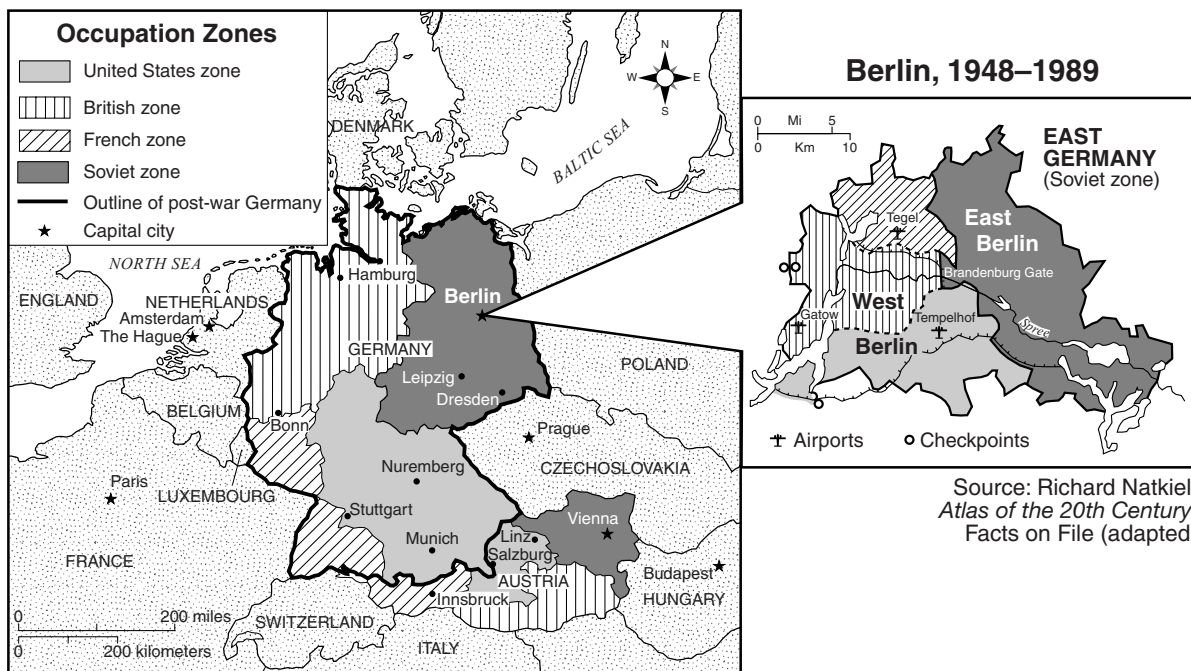 Occupation Zones
United States zone
British zone
French zone
Soviet zone
Outline of post-war Germany
Capital city
N
W
E
S
DENMARK
BALTIC SEA
NORTH SEA
ENGLAND
NETHERLANDS
Amsterdam
The Hague
Hamburg
Berlin
GERMANY
POLAND
Leipzig
Dresden
BELGIUM
Bonn
Prague
CZECHOSLOVAKIA
Nuremberg
LUXEMBOURG
Paris
Stuttgart
Vienna
Munich
Linz
Salzburg
FRANCE
AUSTRIA
Budapest
HUNGARY
Innsbruck
SWITZERLAND
ITALY
0 200 miles
0 200 kilometers
Berlin, 1948–1989
0 Mi 5
0 Km 10
EAST
GERMANY
(Soviet zone)
Tegel
East
Berlin
Brandenburg Gate
West
Berlin
Gatow
Tempelhof
Spree
Airports
Checkpoints
Source: Richard Natkiel
Atlas of the 20th Century
Facts on File (adapted